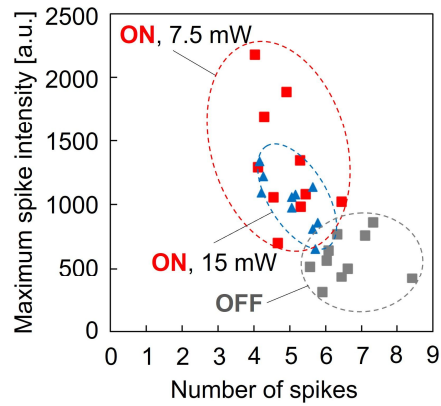 Maximum spike intensity [a.u.]
2500
2000
1500
1000
500
0
ON, 7.5 mW
ON, 15 mW
OFF
0 1 2 3 4 5 6 7 8 9
Number of spikes